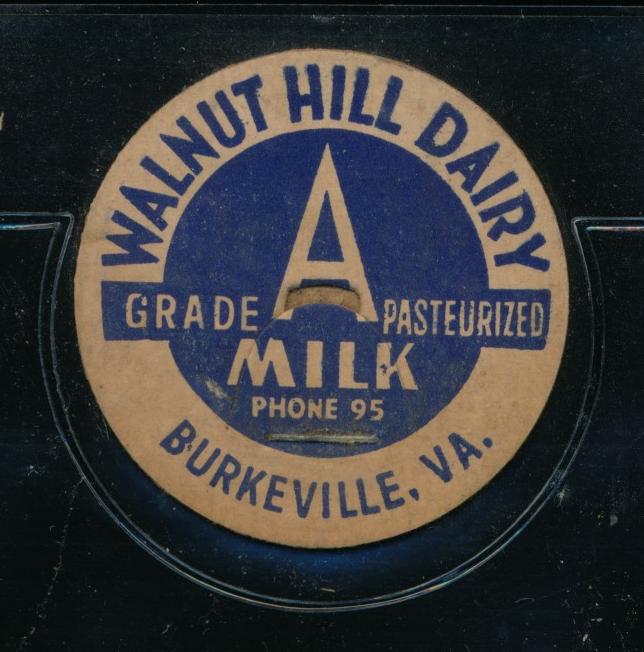 WALNUT HILL DAIRY
GRADE A PASTEURIZED
MILK
PHONE 95
BURKEVILLE, VA.